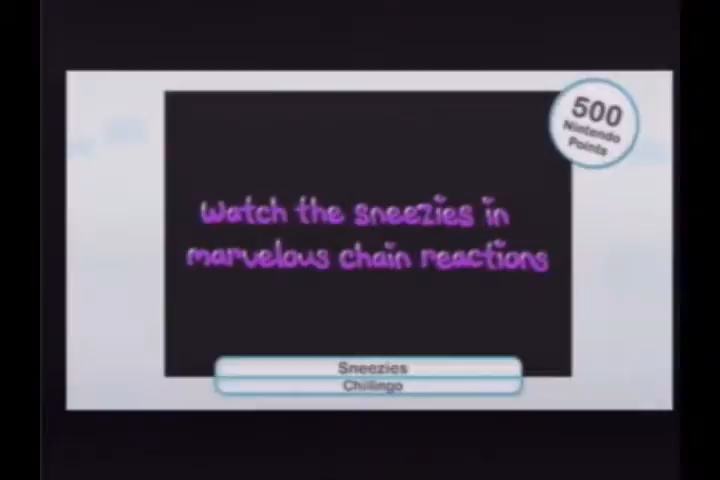 500
Nintendo
Points
Watch the sneezies in
marvelous chain reactions
Sneezies
Chillingo